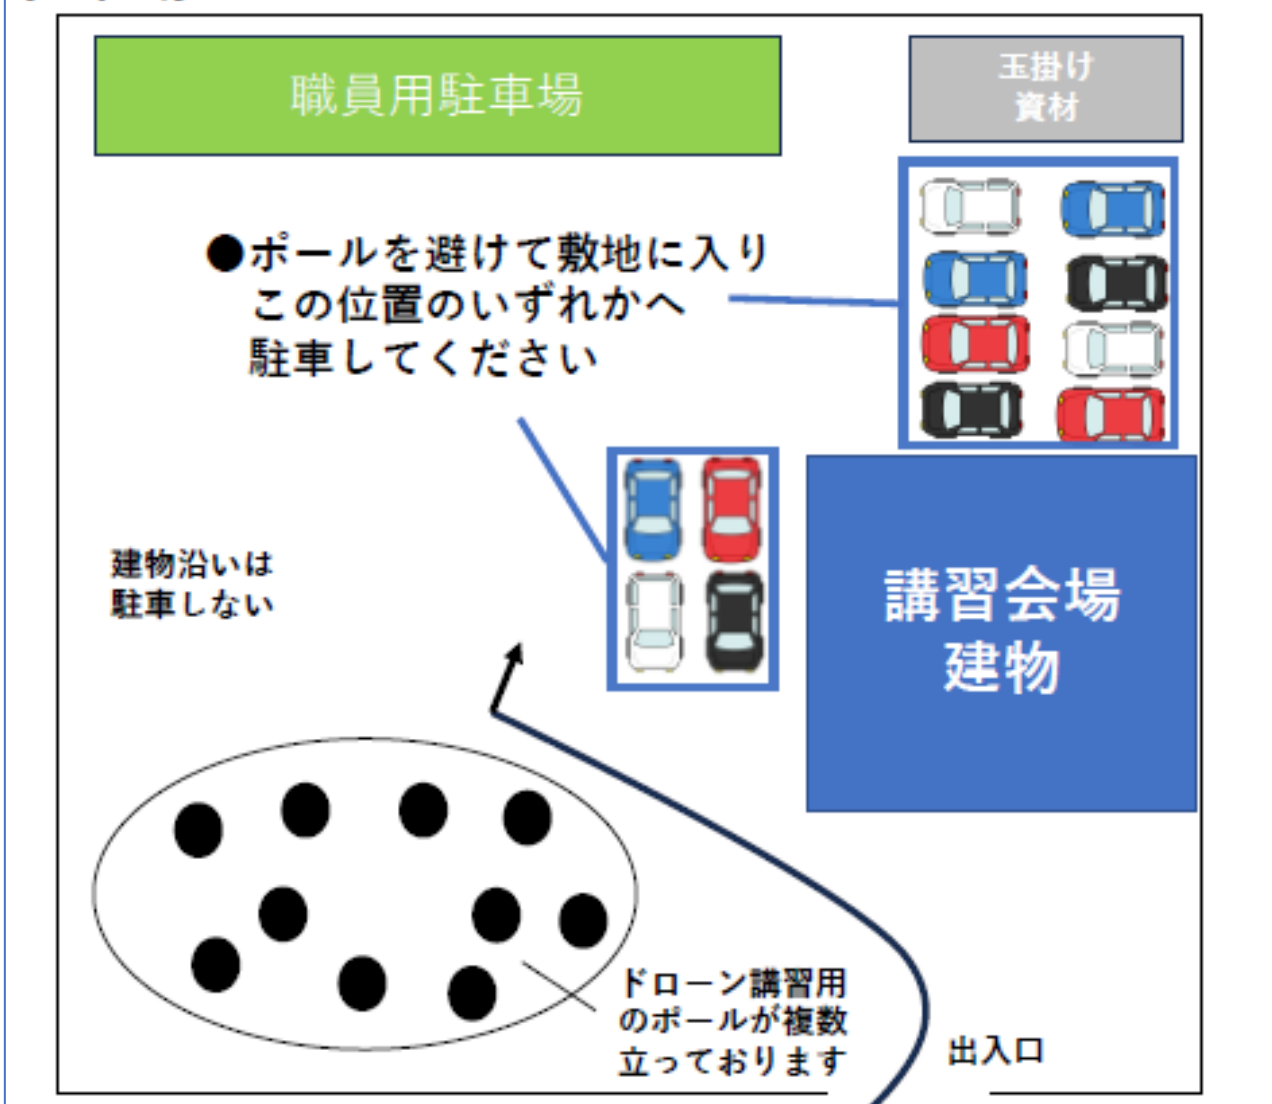 職員用駐車場
玉掛け
資材
●ポールを避けて敷地に入り
この位置のいずれかへ
駐車してください
建物沿いは
駐車しない
講習会場
建物
ドローン講習用
のポールが複数
立っております
出入口